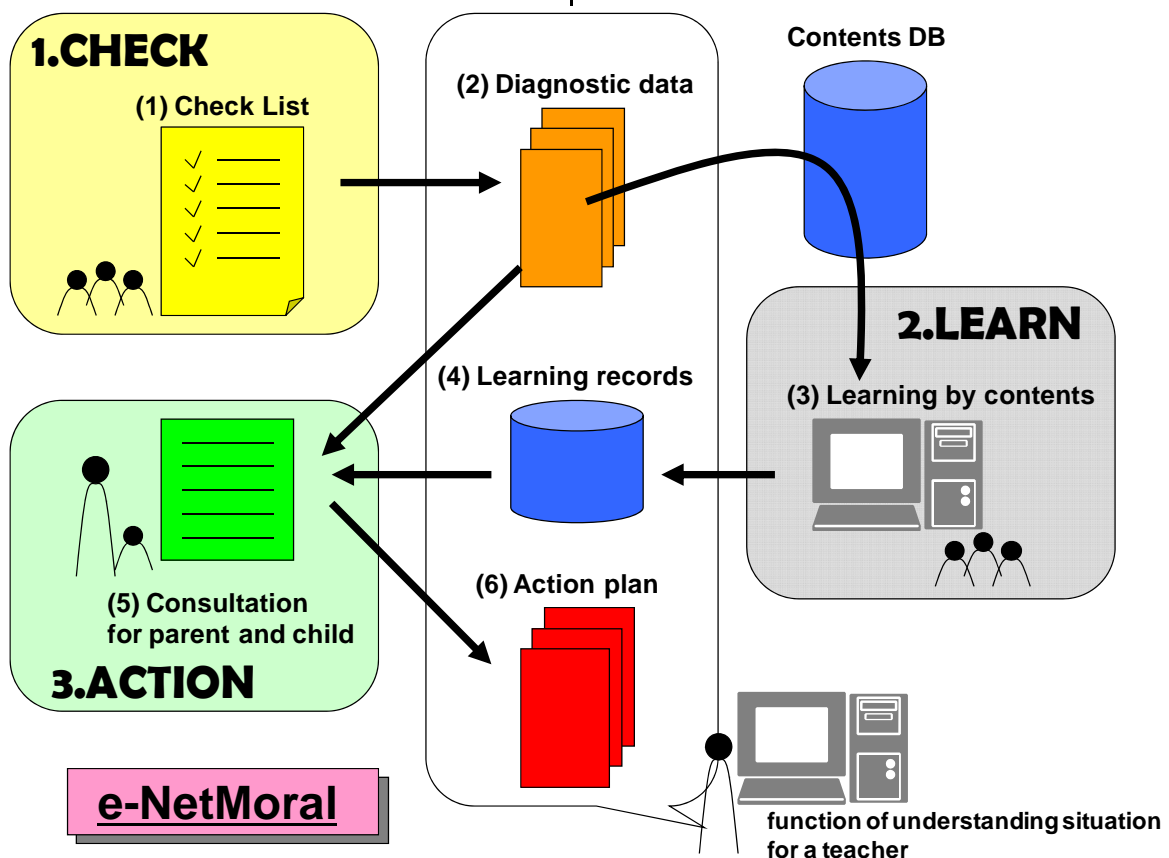 1.CHECK
(1) Check List
(2) Diagnostic data
Contents DB
2.LEARN
(3) Learning by contents
(4) Learning records
(5) Consultation
for parent and child
3.ACTION
(6) Action plan
e-NetMoral
function of understanding situation
for a teacher